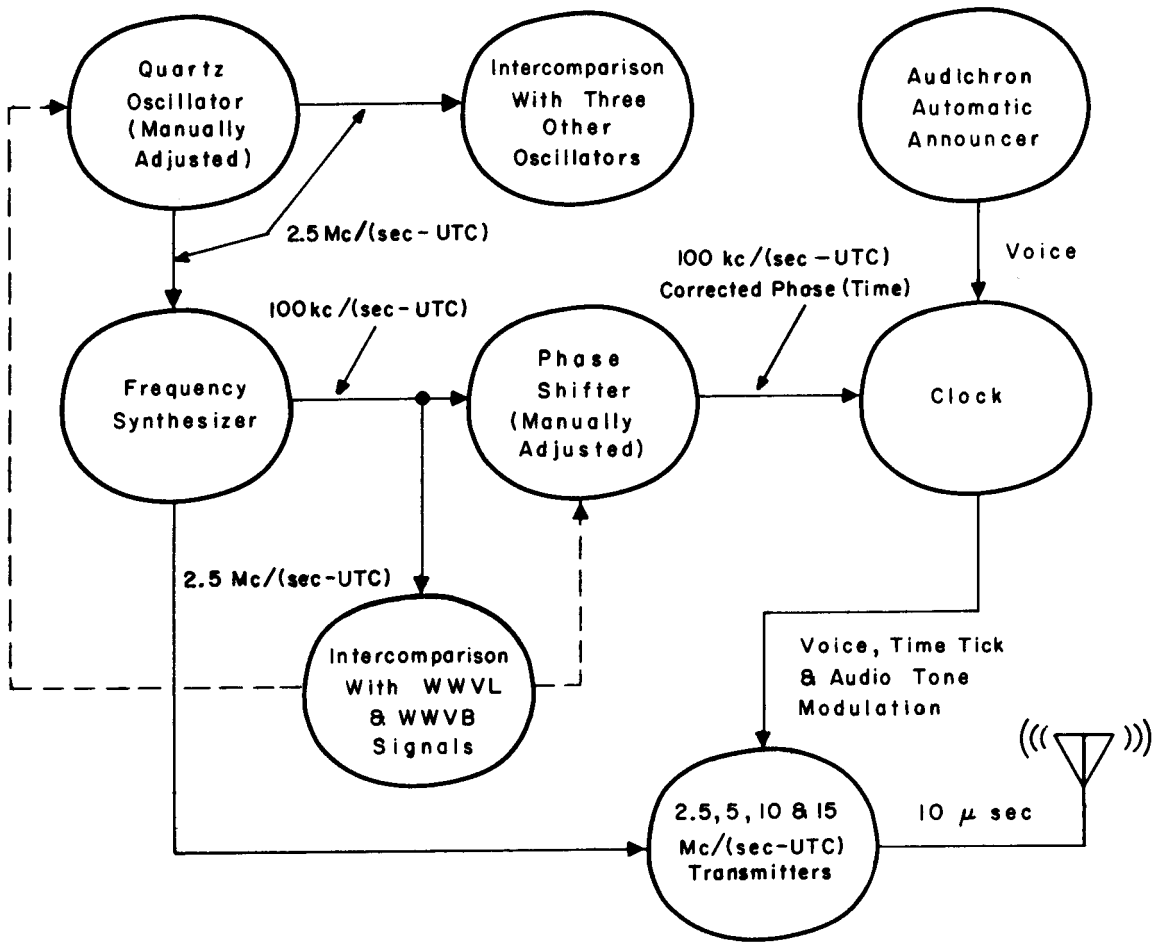 Quartz
Oscillator
(Manually
Adjusted)
Intercomparison
With Three
Other
Oscillators
Audichron
Automatic
Announcer
2.5 Mc/(sec-UTC)
Voice
100 kc/(sec-UTC)
100 kc/(sec-UTC)
Corrected Phase (Time)
Frequency
Synthesizer
Phase
Shifter
(Manually
Adjusted)
Clock
2.5 Mc/(sec-UTC)
Intercomparison
With WWVL
& WWVB
Signals
Voice, Time Tick
& Audio Tone
Modulation
2.5, 5, 10 & 15
Mc/(sec-UTC)
Transmitters
10 μ sec